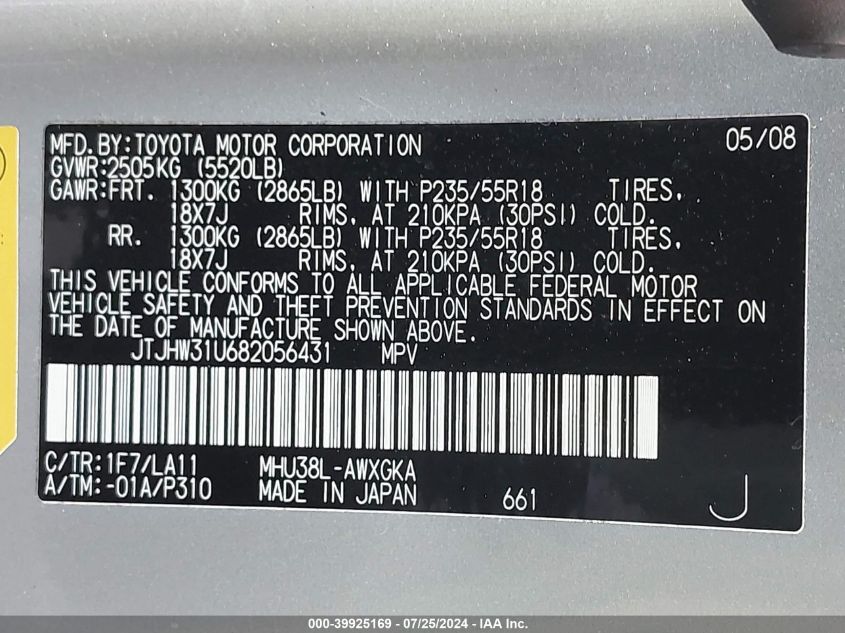 MFD.BY:TOYOTA MOTOR CORPORATION 05/08
GVWR:2505KG (5520LB)
GAWR:FRT. 1300KG (2865LB) WITH P235/55R18 TIRES,
18X7J RIMS, AT 210KPA (30PSI) COLD.
RR. 1300KG (2865LB) WITH P235/55R18 TIRES,
18X7J RIMS, AT 210KPA (30PSI) COLD.
THIS VEHICLE CONFORMS TO ALL APPLICABLE FEDERAL MOTOR
VEHICLE SAFETY AND THEFT PREVENTION STANDARDS IN EFFECT ON
THE DATE OF MANUFACTURE SHOWN ABOVE.
JTJHW31U682056431 MPV
C/TR:1F7/LA11 MHU38L-AWXGKA
A/TM:-01A/P310 MADE IN JAPAN 661 J
000-39925169 - 07/25/2024 - IAA Inc.